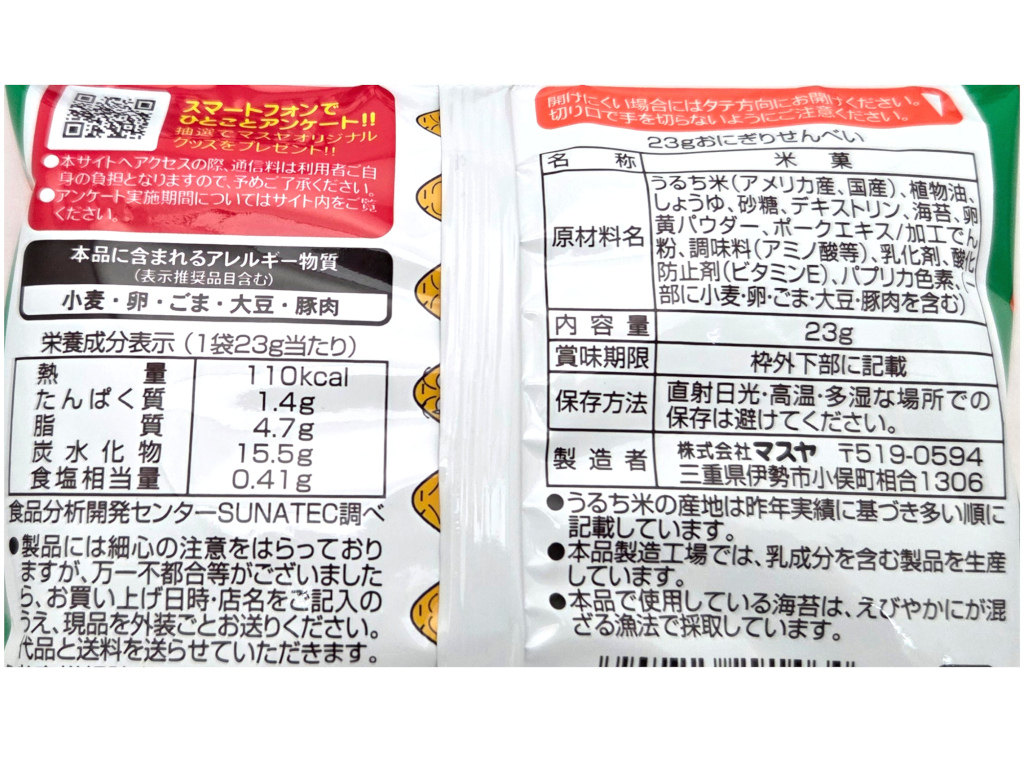 スマートフォンで
ひとことアンケート!!
抽選でマスヤオリジナル
グッズをプレゼント!!
●本サイトへアクセスの際、通信料は利用者ご自
身の負担となりますので、予めご了承ください。
●アンケート実施期間についてはサイト内をご覧
ください。
本品に含まれるアレルギー物質
(表示推奨品目含む)
小麦・卵・ごま・大豆・豚肉
栄養成分表示(1袋23g当たり)
熱量 110kcal
たんぱく質 1.4g
脂質 4.7g
炭水化物 15.5g
食塩相当量 0.41g
食品分析開発センターSUNATEC調べ
●製品には細心の注意をはらっており
ますが、万一不都合等がございました
ら、お買い上げ日時・店名をご記入の
うえ、現品を外装ごとお送りください。
代品と送料を送らせていただきます。
開けにくい場合にはタテ方向にお開けください。
切り口で手を切らないようにご注意ください。
23gおにぎりせんべい
名称 米菓
原材料名 うるち米(アメリカ産、国産)、植物油、
しょうゆ、砂糖、デキストリン、海苔、卵
黄パウダー、ポークエキス/加工でん
粉、調味料(アミノ酸等)、乳化剤、酸化
防止剤(ビタミンE)、パプリカ色素、(一
部に小麦・卵・ごま・大豆・豚肉を含む)
内容量 23g
賞味期限 枠外下部に記載
保存方法 直射日光・高温・多湿な場所での
保存は避けてください。
製造者 株式会社マスヤ 〒519-0594
三重県伊勢市小俣町相合1306
●うるち米の産地は昨年実績に基づき多い順に
記載しています。
●本品製造工場では、乳成分を含む製品を生産
しています。
●本品で使用している海苔は、えびやかにが混
ざる漁法で採取しています。